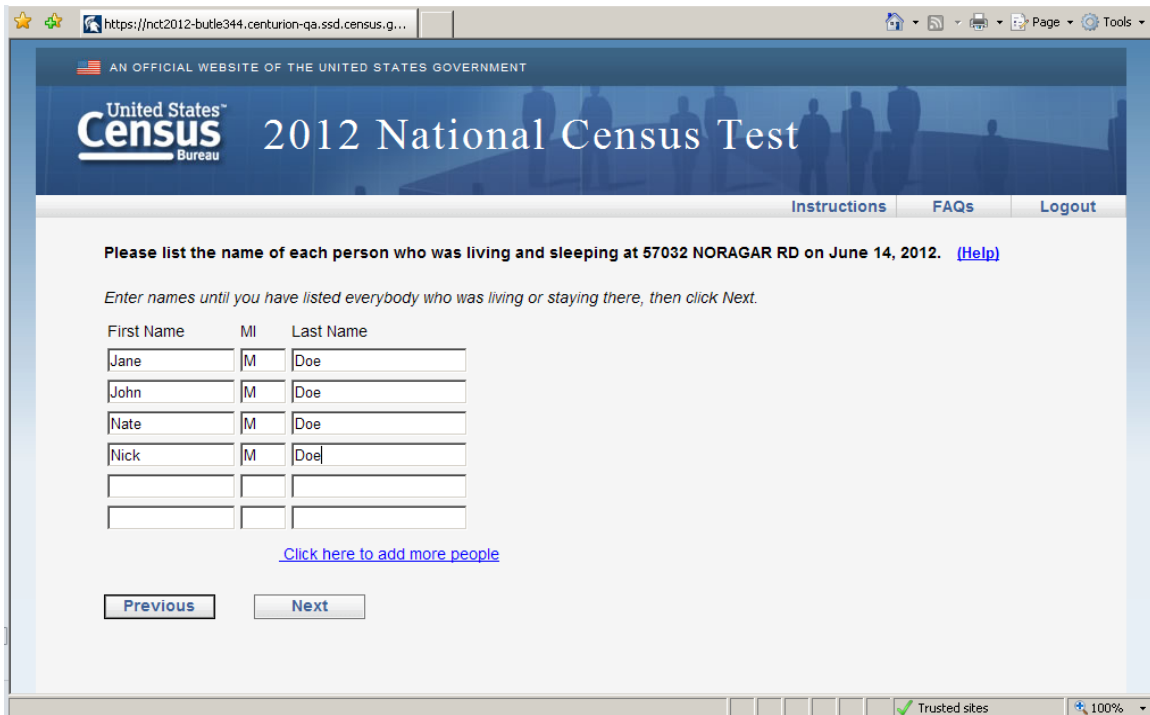 https://nct2012-butle344.centurion-qa.ssd.census.g... Page Tools
AN OFFICIAL WEBSITE OF THE UNITED STATES GOVERNMENT
United States™
Census
Bureau
2012 National Census Test
Instructions FAQs Logout
Please list the name of each person who was living and sleeping at 57032 NORAGAR RD on June 14, 2012. (Help)
Enter names until you have listed everybody who was living or staying there, then click Next.
First Name MI Last Name
Jane M Doe
John M Doe
Nate M Doe
Nick M Doe
Click here to add more people
Previous Next
Trusted sites 100%